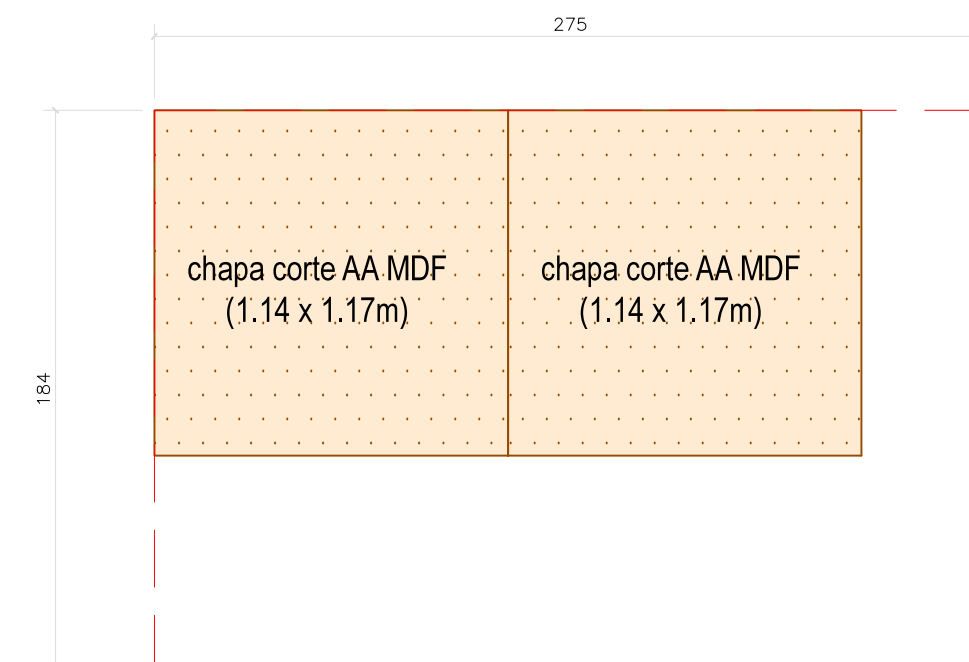 275
chapa corte AA MDF
(1.14 x 1.17m)
chapa corte AA MDF
(1.14 x 1.17m)
184